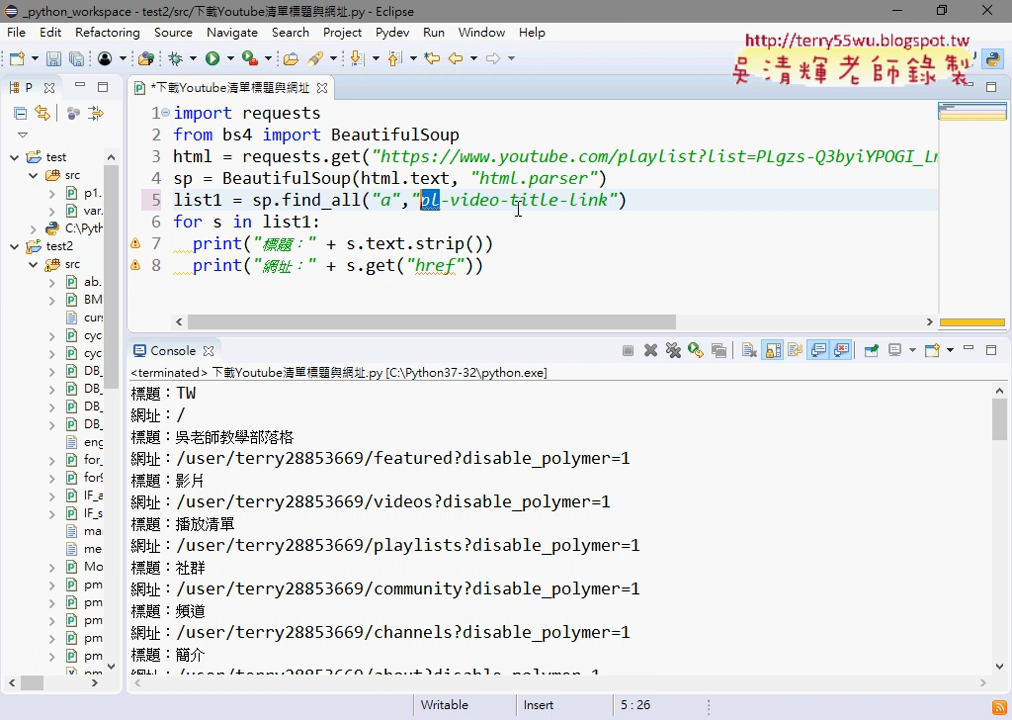 _python_workspace - test2/src/下載Youtube清單標題與網址.py - Eclipse
File Edit Refactoring Source Navigate Search Project Pydev Run Window Help
http://terry55wu.blogspot.tw
吳清輝老師錄製
P
*下載Youtube清單標題與網址
1 import requests
2 from bs4 import BeautifulSoup
3 html = requests.get("https://www.youtube.com/playlist?list=PLgzs-Q3byiYPOGI_Lr
4 sp = BeautifulSoup(html.text, "html.parser")
5 list1 = sp.find_all("a","pl-video-title-link")
6 for s in list1:
7 print("標題：" + s.text.strip())
8 print("網址：" + s.get("href"))
test
src
p1.
var.
C:\Pyth
test2
src
ab.
BM
cur
cyc
cyc
DB_
DB_
DB_
DB_
eng
for_
for9
IF_a
IF_s
ma
me
Mo
pm
pm
pm
pm
pm
Console
<terminated> 下載Youtube清單標題與網址.py [C:\Python37-32\python.exe]
標題：TW
網址：/
標題：吳老師教學部落格
網址：/user/terry28853669/featured?disable_polymer=1
標題：影片
網址：/user/terry28853669/videos?disable_polymer=1
標題：播放清單
網址：/user/terry28853669/playlists?disable_polymer=1
標題：社群
網址：/user/terry28853669/community?disable_polymer=1
標題：頻道
網址：/user/terry28853669/channels?disable_polymer=1
標題：簡介
網址：/user/terry28853669/about?disable_polymer=1
Writable Insert 5 : 26